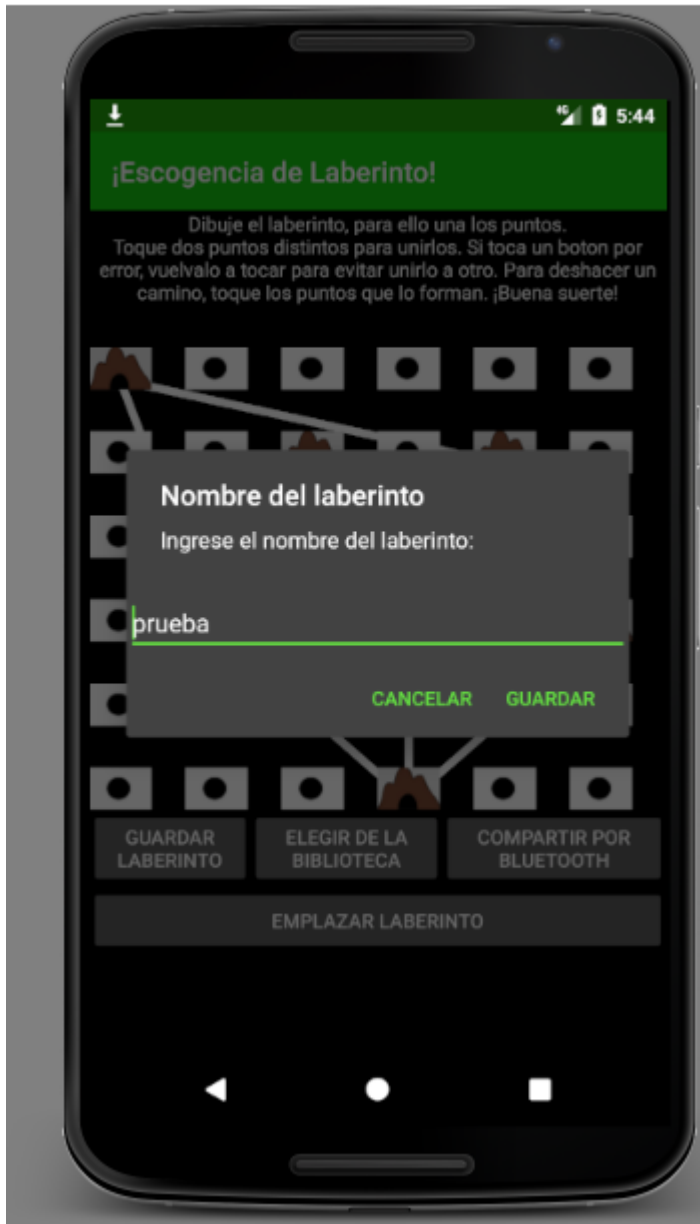 4G 5:44
¡Escogencia de Laberinto!
Dibuje el laberinto, para ello una los puntos.
Toque dos puntos distintos para unirlos. Si toca un boton por
error, vuelvalo a tocar para evitar unirlo a otro. Para deshacer un
camino, toque los puntos que lo forman. ¡Buena suerte!
Nombre del laberinto
Ingrese el nombre del laberinto:
prueba
CANCELAR GUARDAR
GUARDAR
LABERINTO
ELEGIR DE LA
BIBLIOTECA
COMPARTIR POR
BLUETOOTH
EMPLAZAR LABERINTO